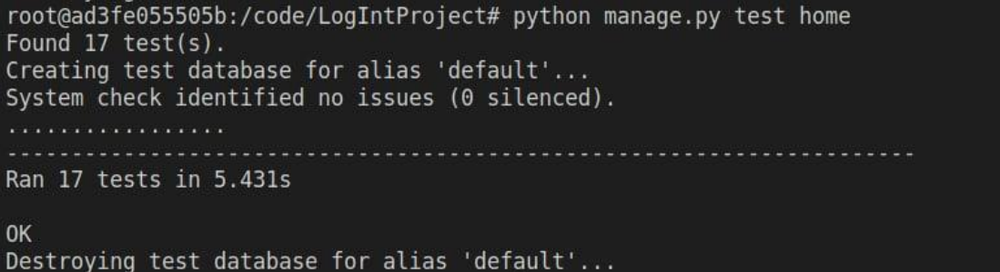 root@ad3fe055505b:/code/LogIntProject# python manage.py test home
Found 17 test(s).
Creating test database for alias 'default'...
System check identified no issues (0 silenced).
.................
----------------------------------------------------------------------
Ran 17 tests in 5.431s
OK
Destroying test database for alias 'default'...